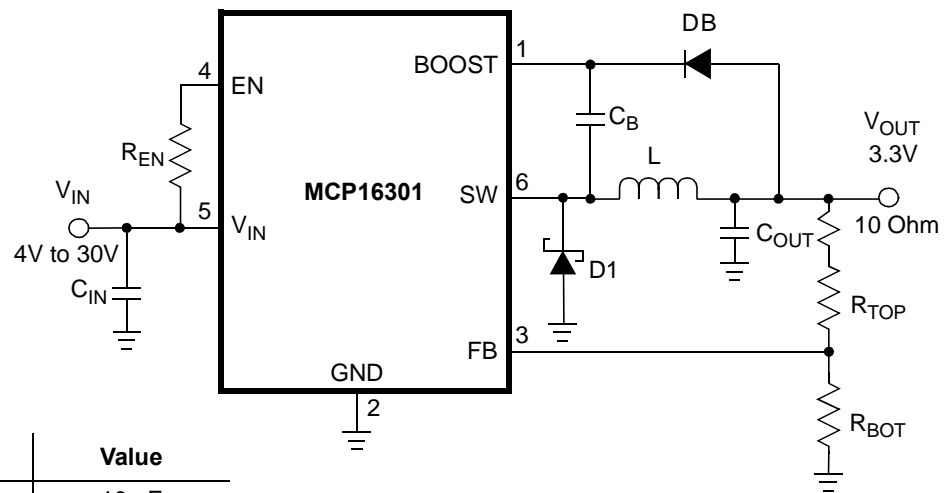 DB
1
BOOST
4
EN
C_B
V_OUT
3.3V
R_EN
L
V_IN
MCP16301
SW
6
5
V_IN
10 Ohm
4V to 30V
C_OUT
D1
C_IN
R_TOP
3
FB
GND
2
R_BOT
Value